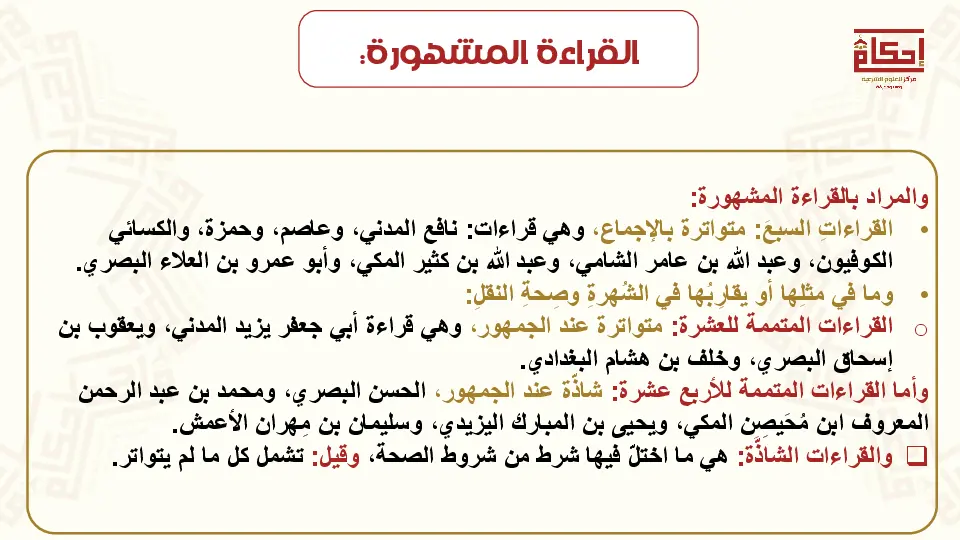 القراءة المشهورة:
إحكام
مركز للعلوم الشرعية
والمراد بالقراءة المشهورة:
• القراءاتِ السبعَ: متواترة بالإجماع، وهي قراءات: نافع المدني، وعاصم، وحمزة، والكسائي
الكوفيون، وعبد الله بن عامر الشامي، وعبد الله بن كثير المكي، وأبو عمرو بن العلاء البصري.
• وما في مثلِها أو يقارِبُها في الشُهرةِ وصِحةِ النقلِ:
o القراءات المتممة للعشرة: متواترة عند الجمهور، وهي قراءة أبي جعفر يزيد المدني، ويعقوب بن
إسحاق البصري، وخلف بن هشام البغدادي.
وأما القراءات المتممة للأربع عشرة: شاذّة عند الجمهور، الحسن البصري، ومحمد بن عبد الرحمن
المعروف ابن مُحَيصِن المكي، ويحيى بن المبارك اليزيدي، وسليمان بن مِهران الأعمش.
❑ والقراءات الشاذَّة: هي ما اختلّ فيها شرط من شروط الصحة، وقيل: تشمل كل ما لم يتواتر.